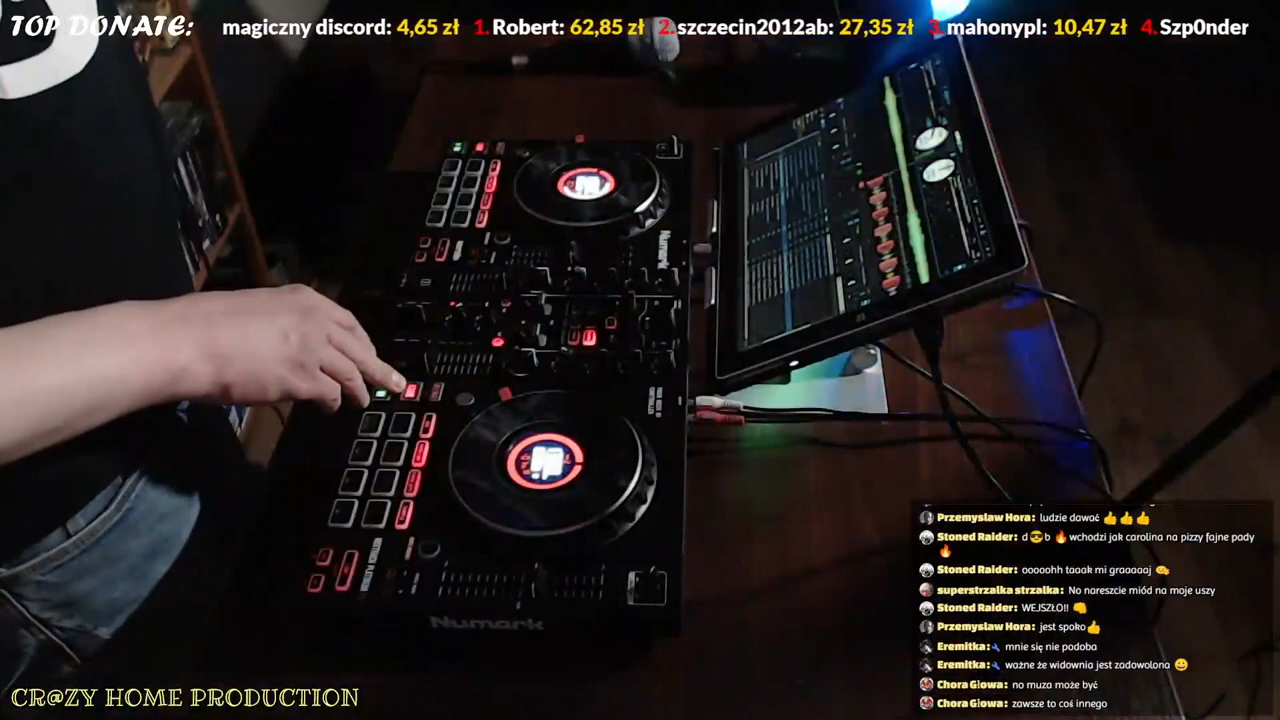 TOP DONATE: magiczny discord: 4,65 zł 1. Robert: 62,85 zł 2. szczecin2012ab: 27,35 zł 3. mahonypl: 10,47 zł 4. Szp0nder
Numark
Numark
Przemyslaw Hora: ludzie dawać 👍👍👍
Stoned Raider: d😎b 🔥wchodzi jak carolina na pizzy fajne pady
🔥
Stoned Raider: oooooohh taaak mi graaaaaj
superstrzalka strzalka: No nareszcie miód na moje uszy
Stoned Raider: WEJSZŁO!! 👊
Przemyslaw Hora: jest spoko👍
Eremitka: mnie się nie podoba
Eremitka: ważne że widownia jest zadowolona 😀
Chora Głowa: no muza może być
Chora Głowa: zawsze to coś innego
CR@ZY HOME PRODUCTION